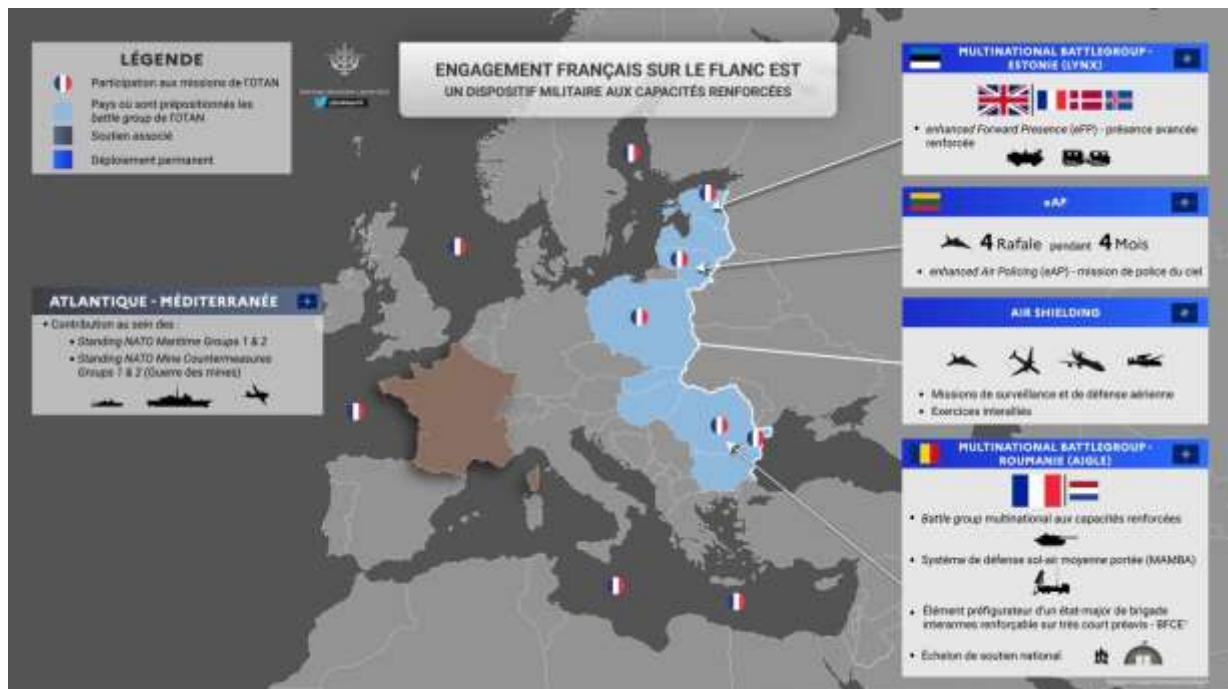 LÉGENDE
Participation aux missions de l'OTAN
Pays où sont prépositionnés les
battle group de l'OTAN
Soutien associé
Déploiement permanent
ENGAGEMENT FRANÇAIS SUR LE FLANC EST
UN DISPOSITIF MILITAIRE AUX CAPACITÉS RENFORCÉES
ATLANTIQUE - MÉDITERRANÉE
• Contribution au sein des :
• Standing NATO Maritime Groups 1 & 2
• Standing NATO Mine Countermeasures
Groups 1 & 2 (Guerre des mines)
MULTINATIONAL BATTLEGROUP -
ESTONIE (LYNX)
• enhanced Forward Presence (eFP) - présence avancée
renforcée
eAP
4 Rafale pendant 4 Mois
• enhanced Air Policing (eAP) - mission de police du ciel
AIR SHIELDING
• Missions de surveillance et de défense aérienne
• Exercices interalliés
MULTINATIONAL BATTLEGROUP -
ROUMANIE (AIGLE)
• Battle group multinational aux capacités renforcées
• Système de défense sol-air moyenne portée (MAMBA)
• Élément préfigurateur d'un état-major de brigade
interarmes renforçable sur très court préavis - BFCE*
• Echelon de soutien national